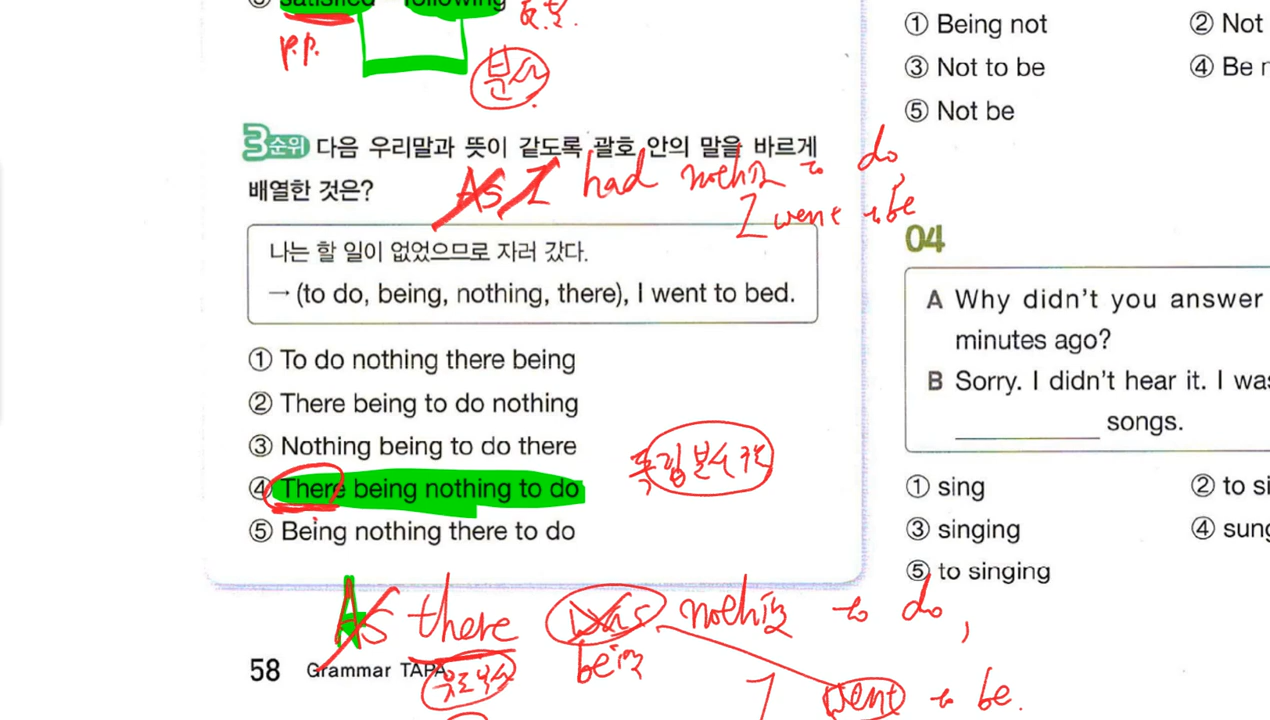 ③ satisfied - following
p.p.
분사
3순위 다음 우리말과 뜻이 같도록 괄호 안의 말을 바르게
배열한 것은?
As I had nothing to do,
I went to be
나는 할 일이 없었으므로 자러 갔다.
→ (to do, being, nothing, there), I went to bed.
① To do nothing there being
② There being to do nothing
③ Nothing being to do there
④ There being nothing to do
⑤ Being nothing there to do
독립분사구문
As there was nothing to do,
being
유도부사
I went to be.
58 Grammar TAPA
① Being not
② Not
③ Not to be
④ Be
⑤ Not be
04
A Why didn't you answer
minutes ago?
B Sorry. I didn't hear it. I was
songs.
① sing
② to si
③ singing
④ sung
⑤ to singing